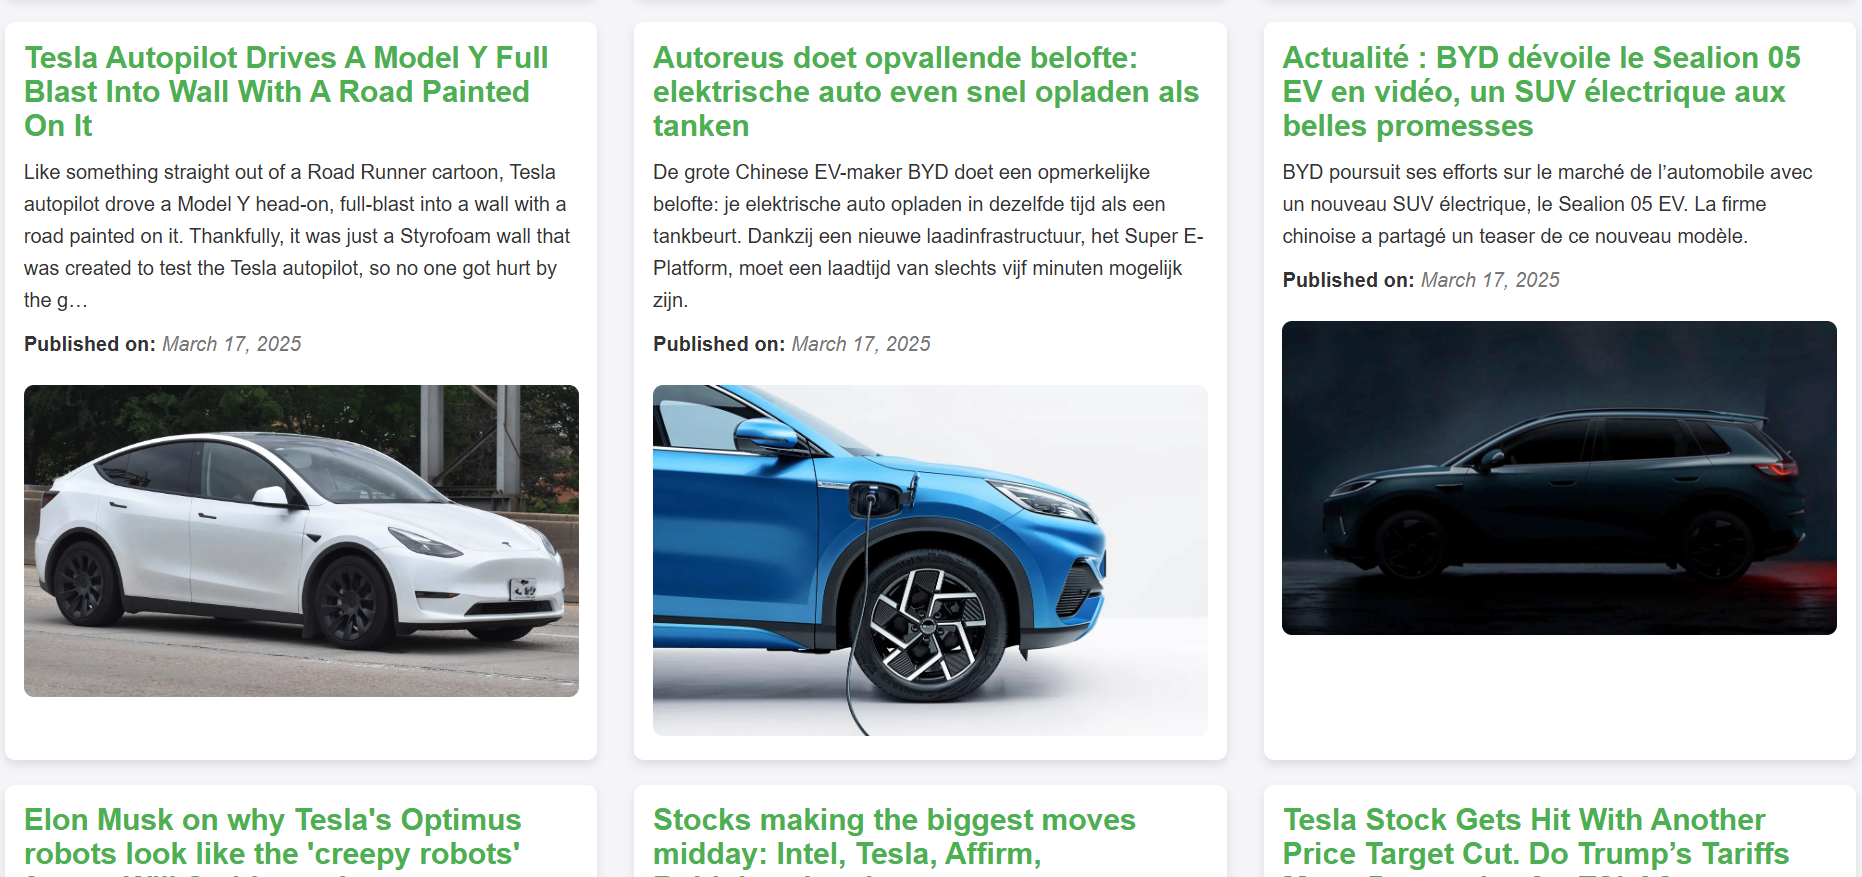 Tesla Autopilot Drives A Model Y Full
Blast Into Wall With A Road Painted
On It
Like something straight out of a Road Runner cartoon, Tesla
autopilot drove a Model Y head-on, full-blast into a wall with a
road painted on it. Thankfully, it was just a Styrofoam wall that
was created to test the Tesla autopilot, so no one got hurt by
the g…
Published on: March 17, 2025
Autoreus doet opvallende belofte:
elektrische auto even snel opladen als
tanken
De grote Chinese EV-maker BYD doet een opmerkelijke
belofte: je elektrische auto opladen in dezelfde tijd als een
tankbeurt. Dankzij een nieuwe laadinfrastructuur, het Super E-
Platform, moet een laadtijd van slechts vijf minuten mogelijk
zijn.
Published on: March 17, 2025
Actualité : BYD dévoile le Sealion 05
EV en vidéo, un SUV électrique aux
belles promesses
BYD poursuit ses efforts sur le marché de l’automobile avec
un nouveau SUV électrique, le Sealion 05 EV. La firme
chinoise a partagé un teaser de ce nouveau modèle.
Published on: March 17, 2025
Elon Musk on why Tesla's Optimus
robots look like the 'creepy robots'
Stocks making the biggest moves
midday: Intel, Tesla, Affirm,
Tesla Stock Gets Hit With Another
Price Target Cut. Do Trump’s Tariffs